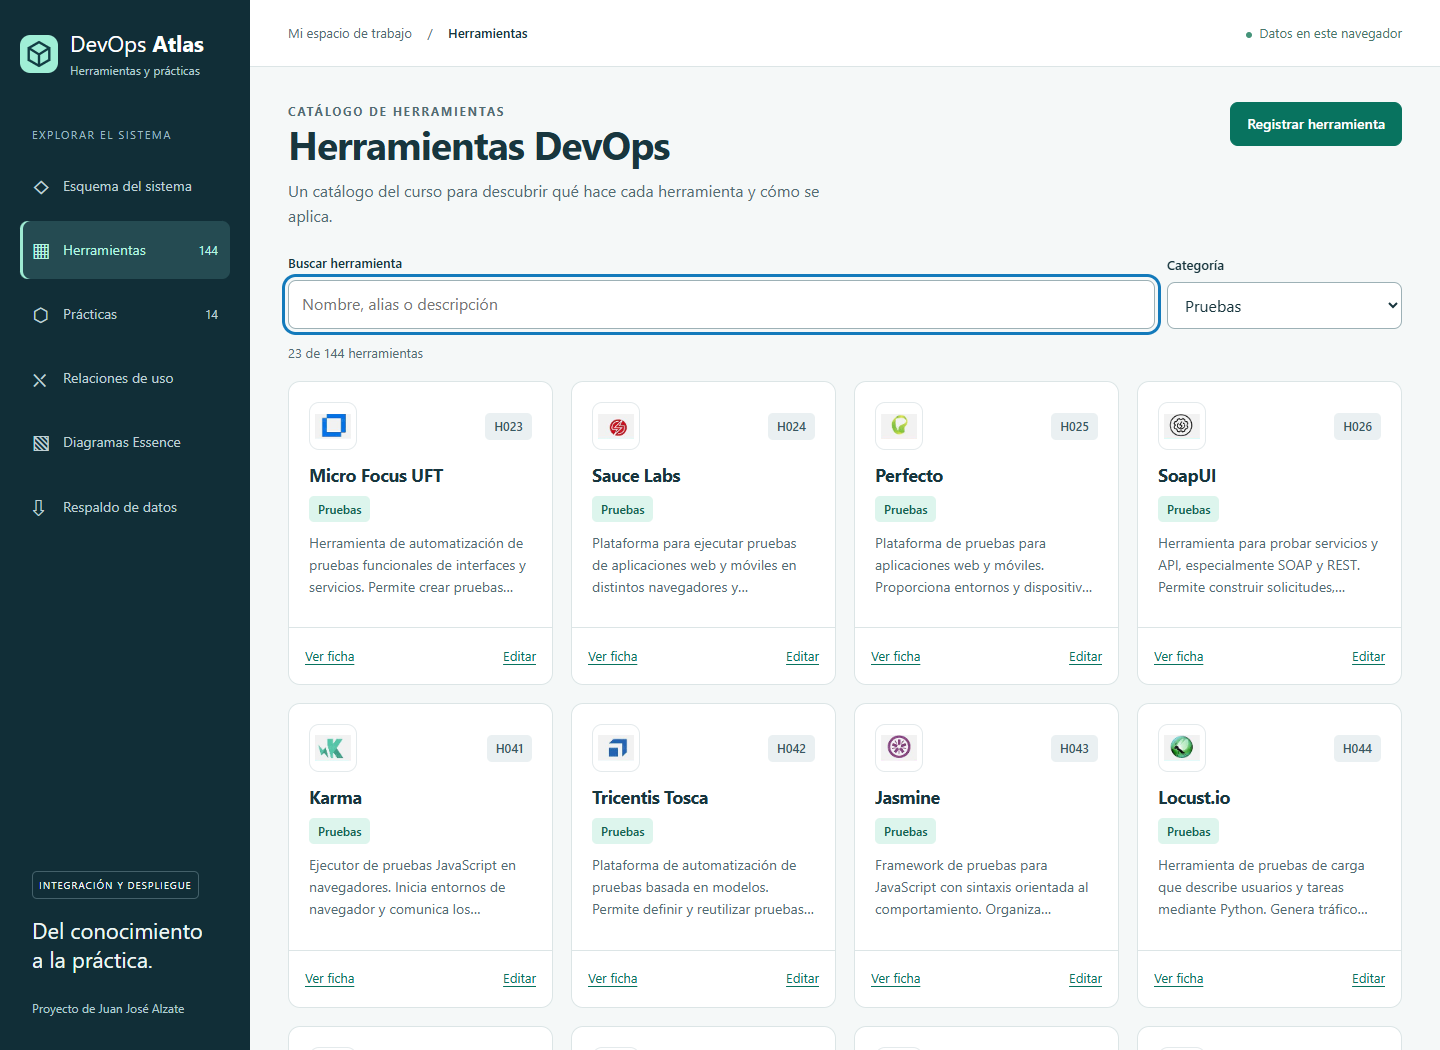 DevOps Atlas
Herramientas y prácticas
EXPLORAR EL SISTEMA
Esquema del sistema
Herramientas 144
Prácticas 14
Relaciones de uso
Diagramas Essence
Respaldo de datos
INTEGRACIÓN Y DESPLIEGUE
Del conocimiento
a la práctica.
Proyecto de Juan José Alzate
Mi espacio de trabajo / Herramientas
Datos en este navegador
CATÁLOGO DE HERRAMIENTAS
Herramientas DevOps
Registrar herramienta
Un catálogo del curso para descubrir qué hace cada herramienta y cómo se
aplica.
Buscar herramienta
Nombre, alias o descripción
Categoría
Pruebas
23 de 144 herramientas
H023
Micro Focus UFT
Pruebas
Herramienta de automatización de
pruebas funcionales de interfaces y
servicios. Permite crear pruebas...
Ver ficha Editar
H024
Sauce Labs
Pruebas
Plataforma para ejecutar pruebas
de aplicaciones web y móviles en
distintos navegadores y...
Ver ficha Editar
H025
Perfecto
Pruebas
Plataforma de pruebas para
aplicaciones web y móviles.
Proporciona entornos y dispositiv...
Ver ficha Editar
H026
SoapUI
Pruebas
Herramienta para probar servicios y
API, especialmente SOAP y REST.
Permite construir solicitudes,...
Ver ficha Editar
H041
Karma
Pruebas
Ejecutor de pruebas JavaScript en
navegadores. Inicia entornos de
navegador y comunica los...
Ver ficha Editar
H042
Tricentis Tosca
Pruebas
Plataforma de automatización de
pruebas basada en modelos.
Permite definir y reutilizar pruebas...
Ver ficha Editar
H043
Jasmine
Pruebas
Framework de pruebas para
JavaScript con sintaxis orientada al
comportamiento. Organiza...
Ver ficha Editar
H044
Locust.io
Pruebas
Herramienta de pruebas de carga
que describe usuarios y tareas
mediante Python. Genera tráfico...
Ver ficha Editar